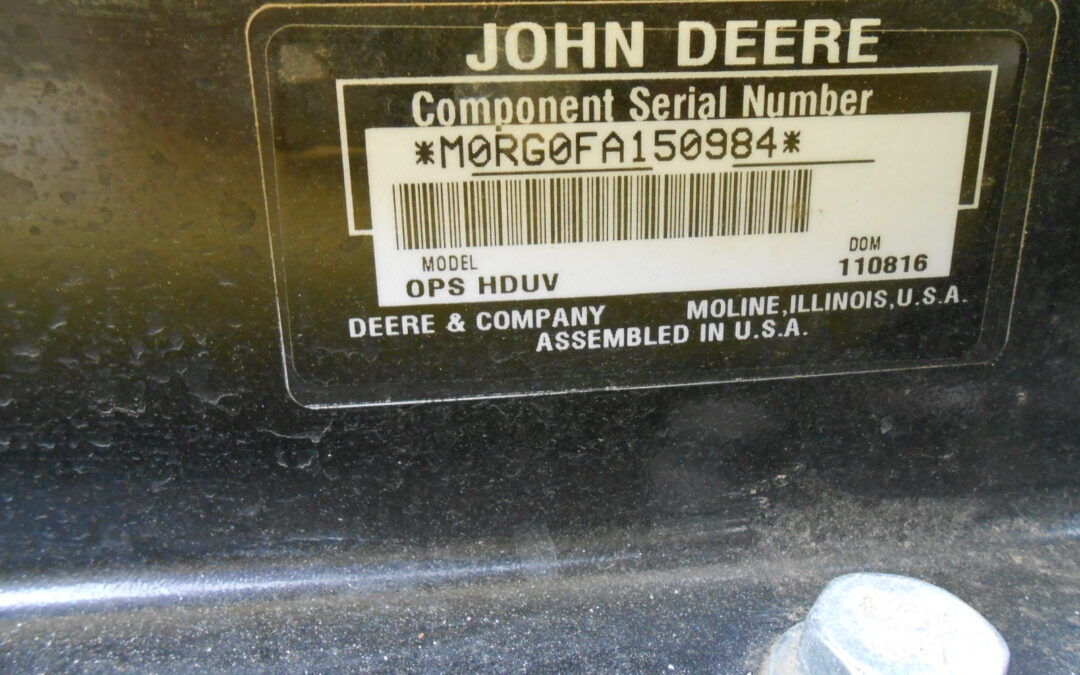 JOHN DEERE
Component Serial Number
*M0RG0FA150984*
MODEL
OPS HDUV
DOM
110816
DEERE & COMPANY
MOLINE,ILLINOIS,U.S.A.
ASSEMBLED IN U.S.A.